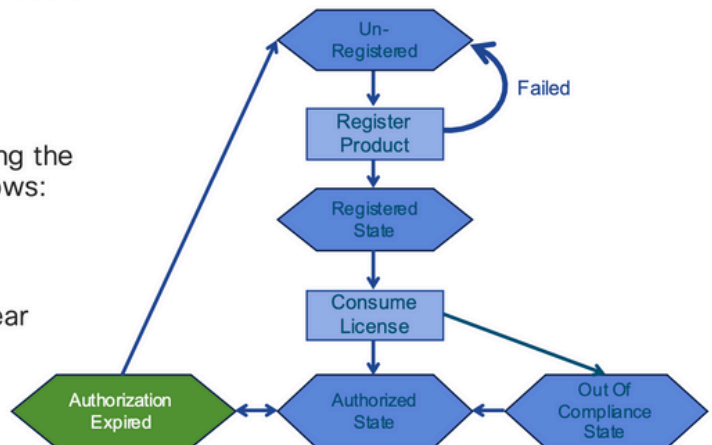 ng the
ows:
ear
Un-
Registered
Failed
Register
Product
Registered
State
Consume
License
Authorization
Expired
Authorized
State
Out Of
Compliance
State